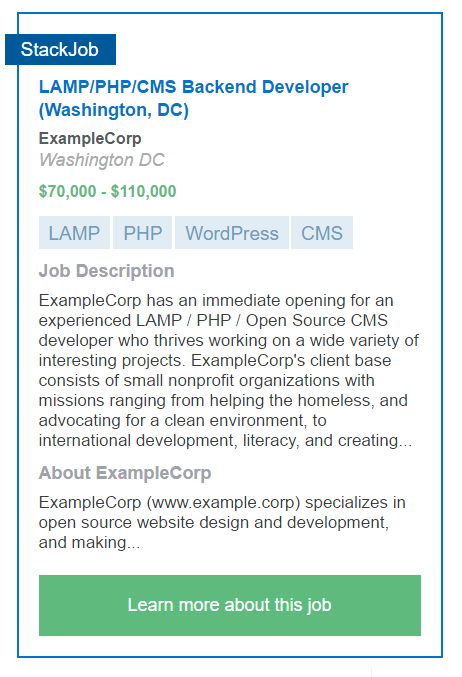 StackJob
LAMP/PHP/CMS Backend Developer
(Washington, DC)
ExampleCorp
Washington DC
$70,000 - $110,000
LAMP PHP WordPress CMS
Job Description
ExampleCorp has an immediate opening for an
experienced LAMP / PHP / Open Source CMS
developer who thrives working on a wide variety of
interesting projects. ExampleCorp's client base
consists of small nonprofit organizations with
missions ranging from helping the homeless, and
advocating for a clean environment, to
international development, literacy, and creating...
About ExampleCorp
ExampleCorp (www.example.corp) specializes in
open source website design and development,
and making...
Learn more about this job